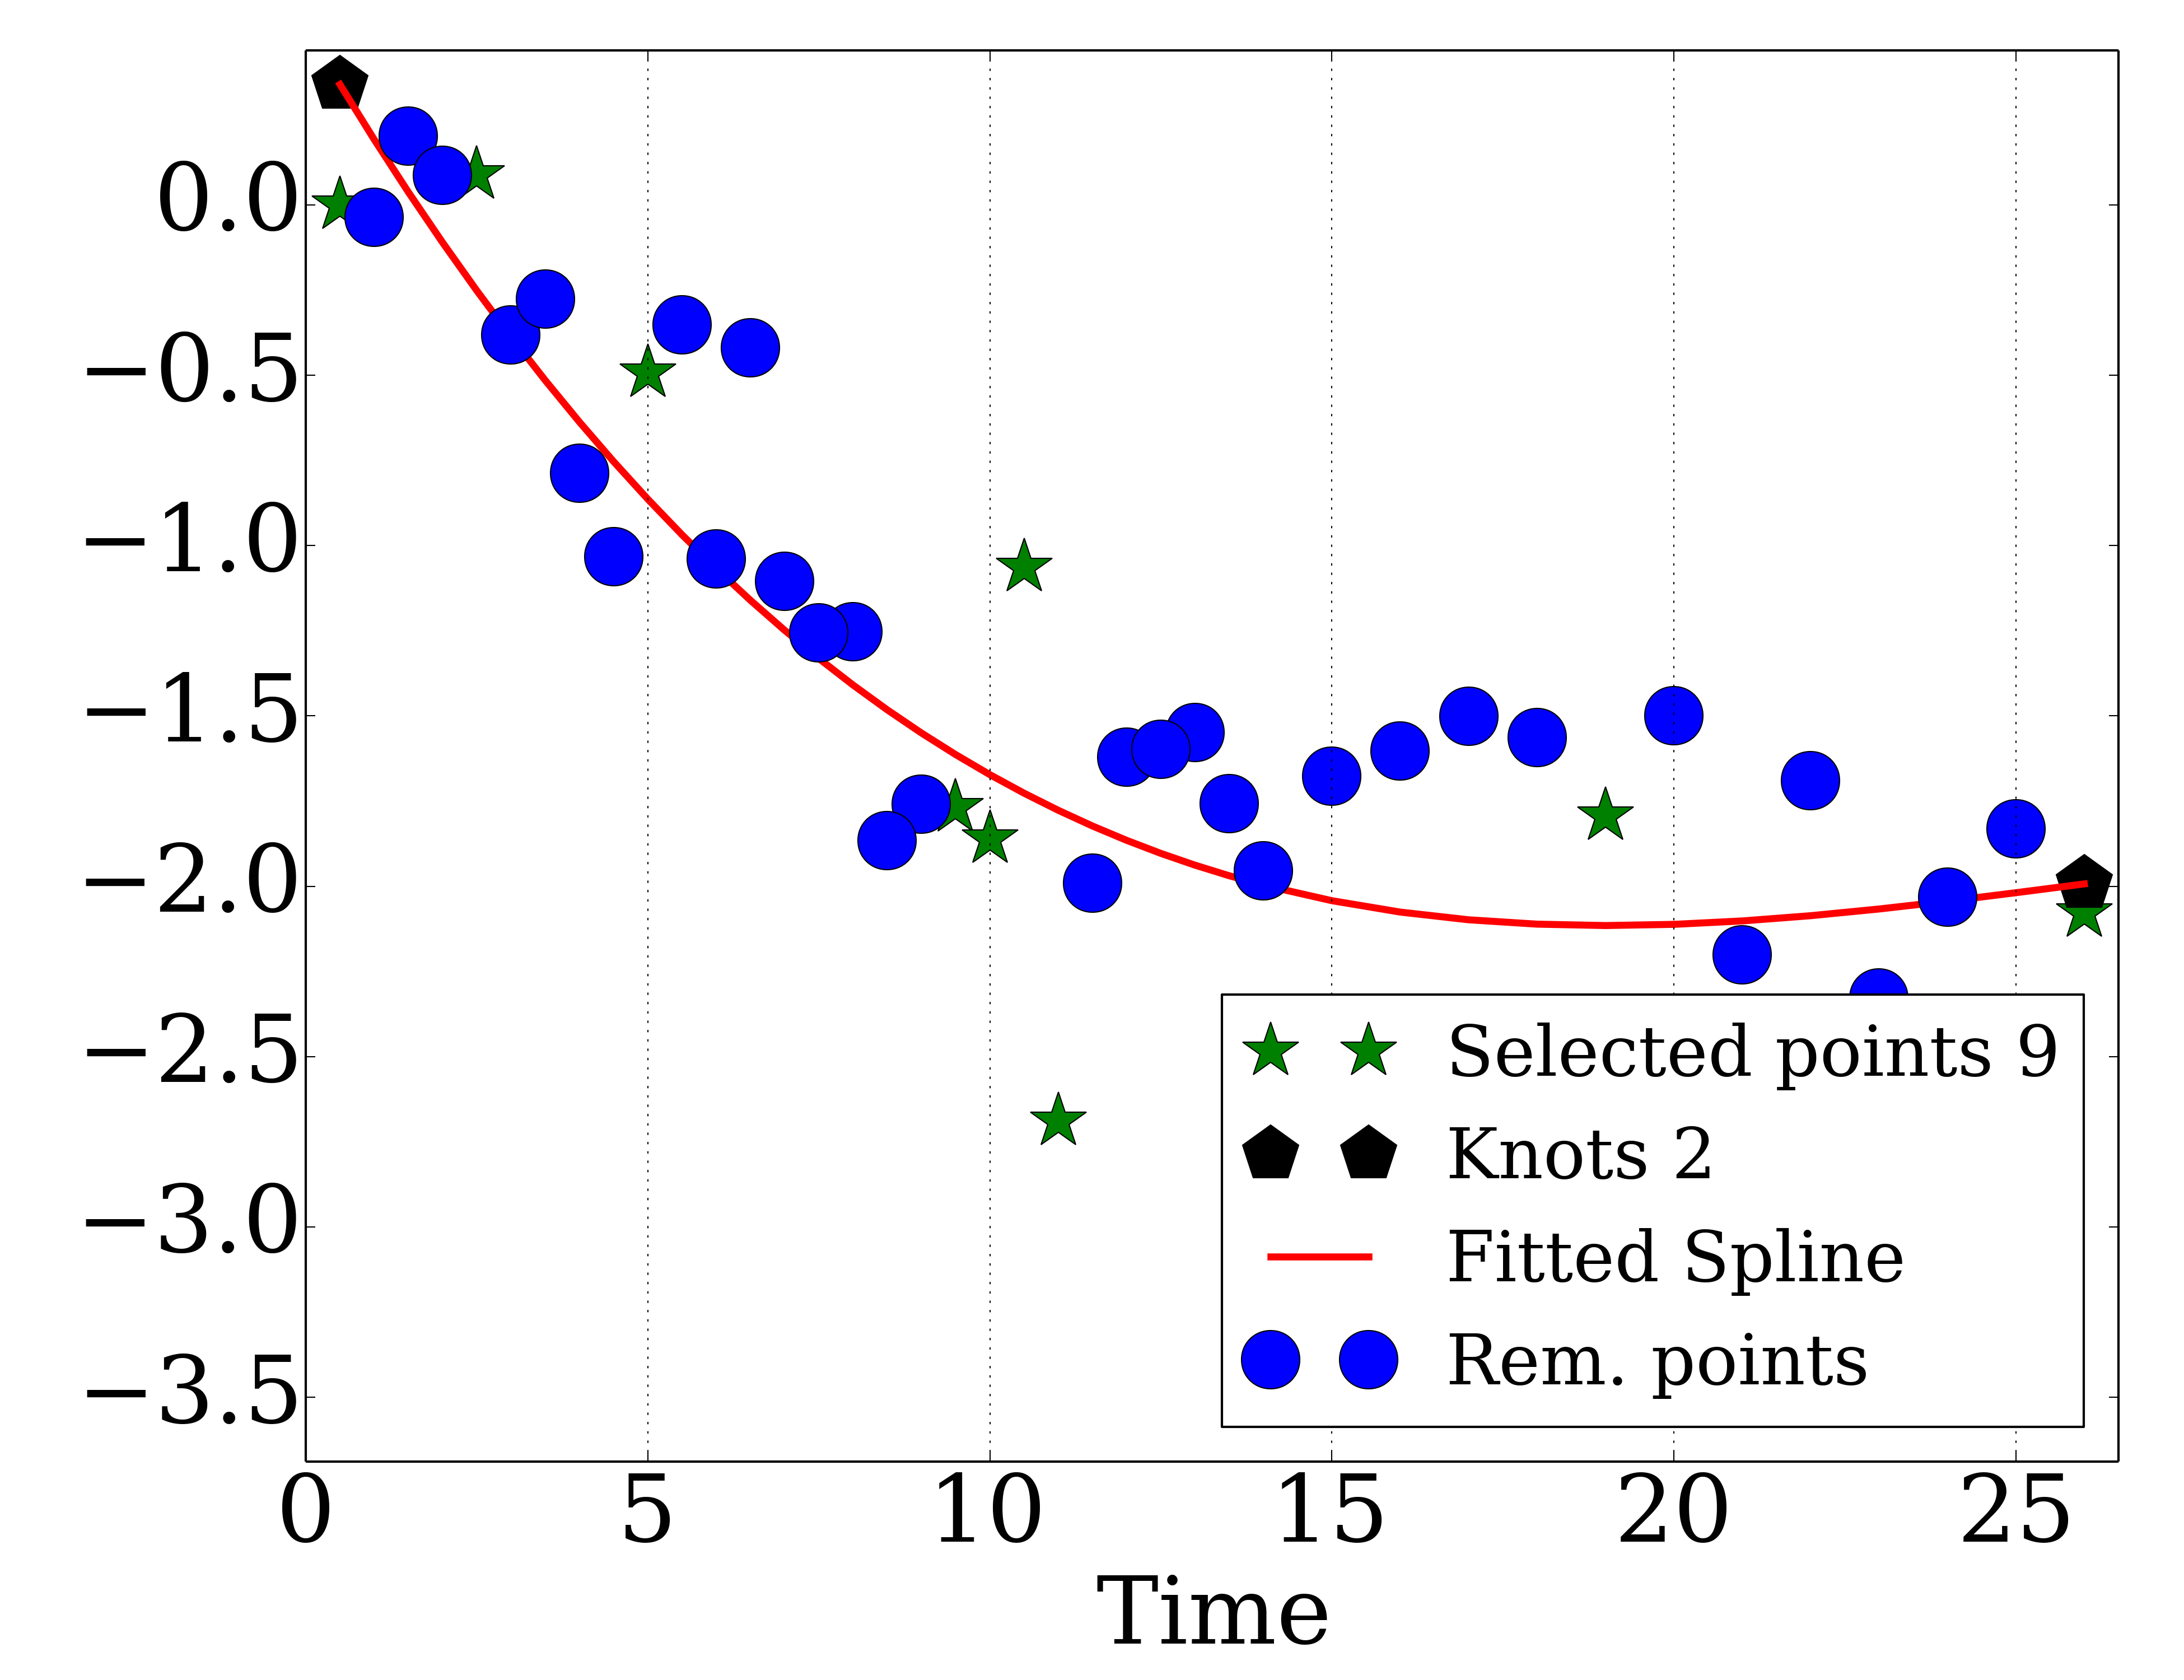 0.0
−0.5
−1.0
−1.5
−2.0
−2.5
−3.0
−3.5
Selected points 9
Knots 2
Fitted Spline
Rem. points
0 5 10 15 20 25
Time